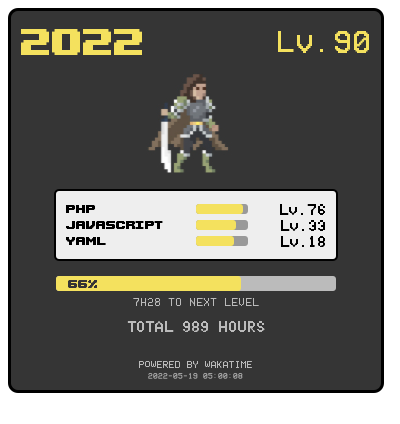 2022 Lv.90
PHP Lv.76
JAVASCRIPT Lv.33
YAML Lv.18
66%
7H28 TO NEXT LEVEL
TOTAL 989 HOURS
POWERED BY WAKATIME
2022-05-19 05:00:08